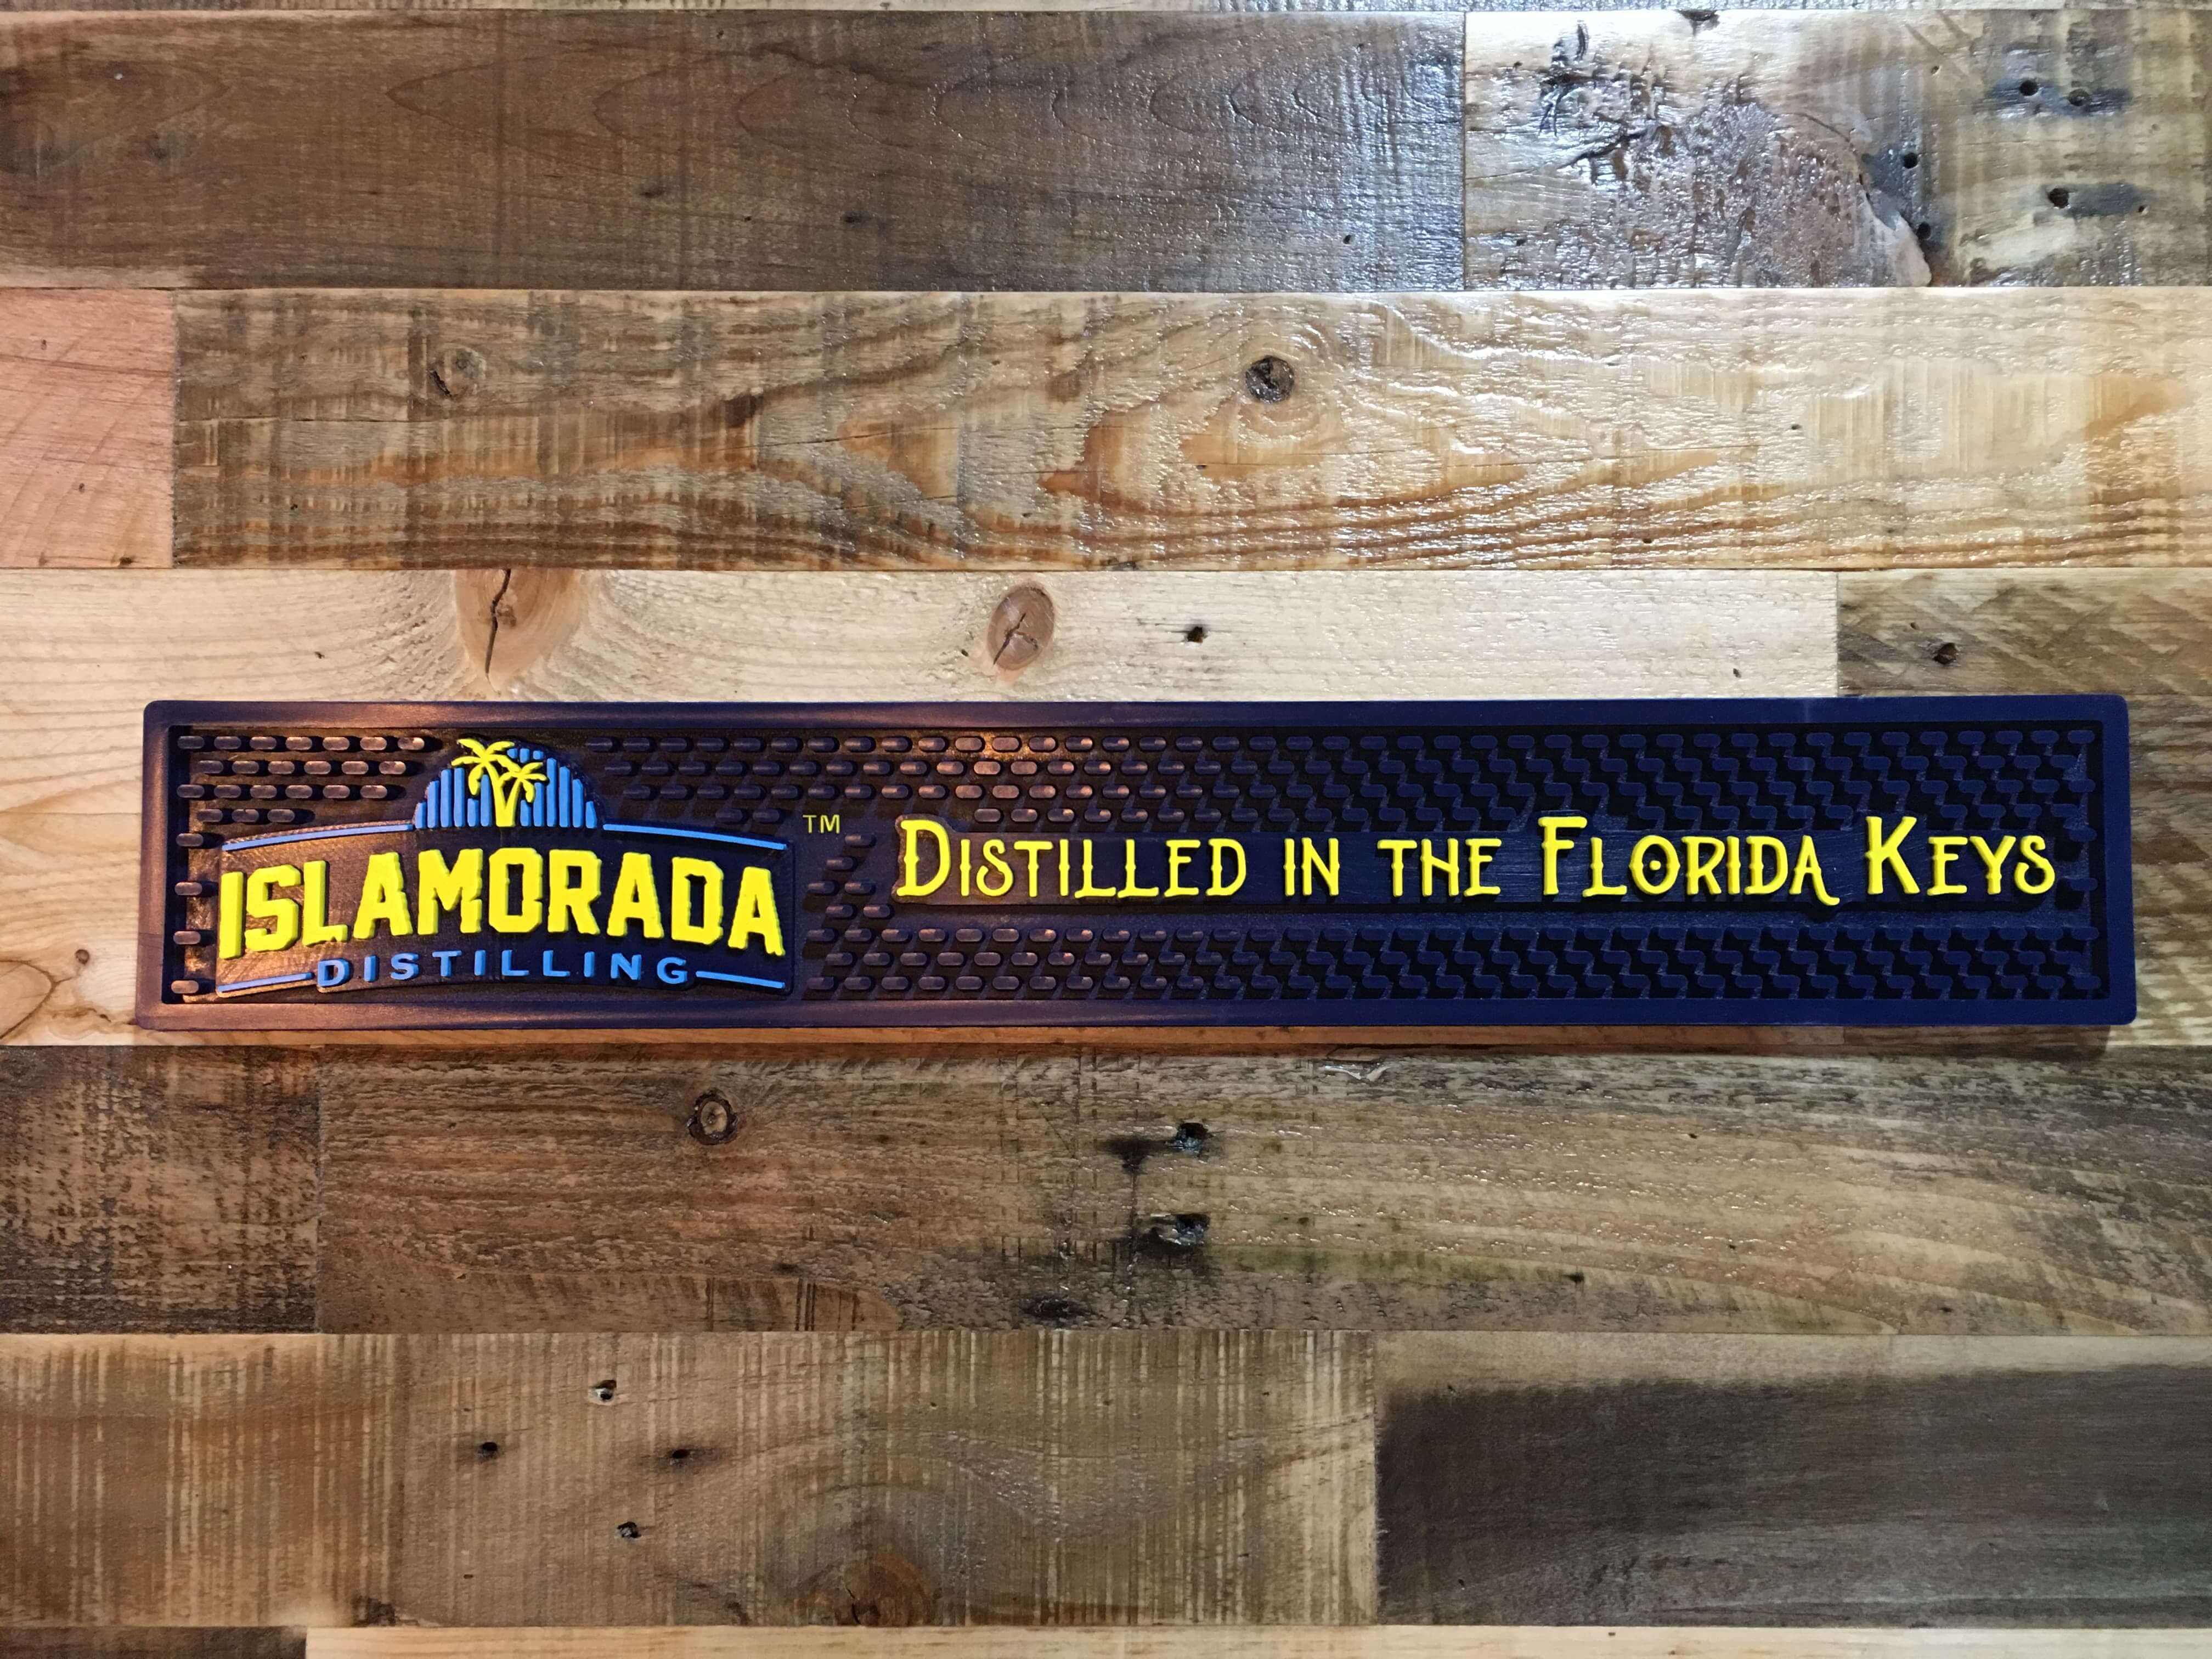 ISLAMORADA
DISTILLING
TM
Distilled in the Florida Keys